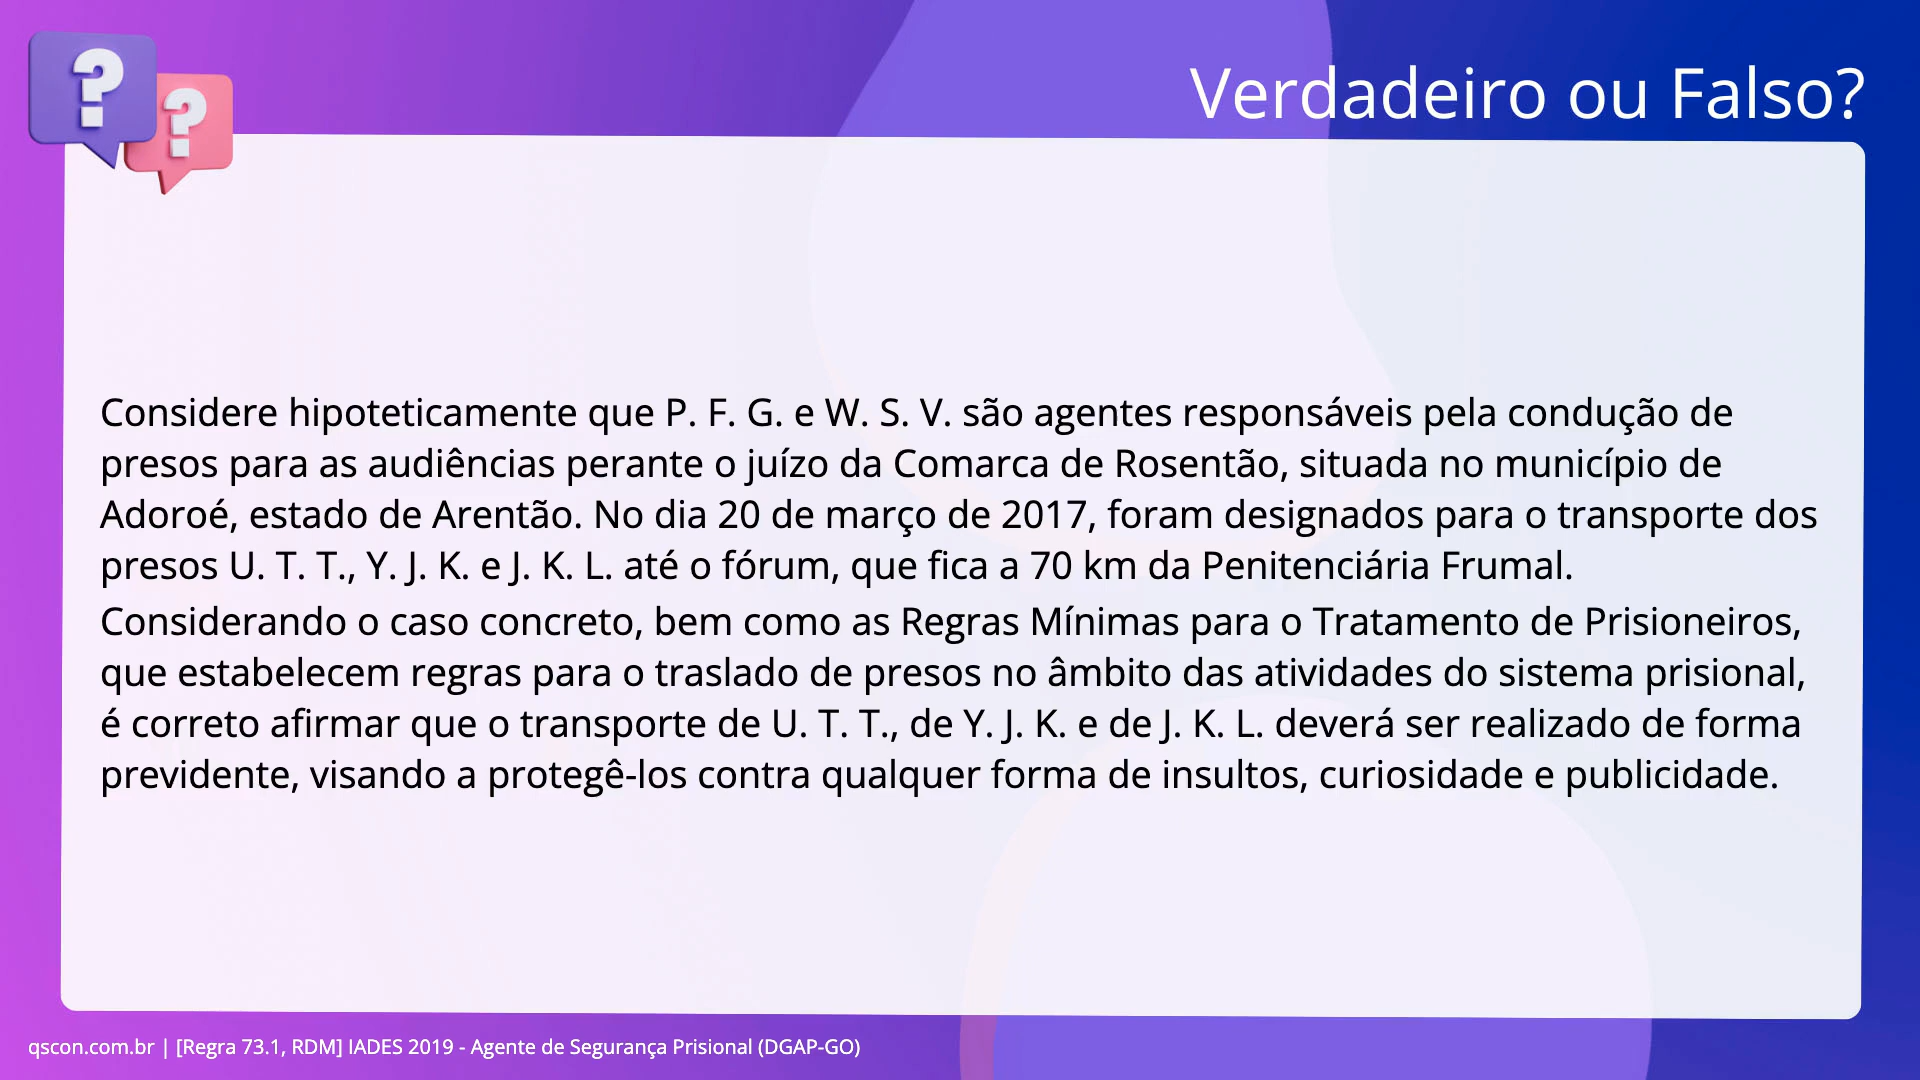 Verdadeiro ou Falso?
Considere hipoteticamente que P. F. G. e W. S. V. são agentes responsáveis pela condução de
presos para as audiências perante o juízo da Comarca de Rosentão, situada no município de
Adoroé, estado de Arentão. No dia 20 de março de 2017, foram designados para o transporte dos
presos U. T. T., Y. J. K. e J. K. L. até o fórum, que fica a 70 km da Penitenciária Frumal.
Considerando o caso concreto, bem como as Regras Mínimas para o Tratamento de Prisioneiros,
que estabelecem regras para o traslado de presos no âmbito das atividades do sistema prisional,
é correto afirmar que o transporte de U. T. T., de Y. J. K. e de J. K. L. deverá ser realizado de forma
previdente, visando a protegê-los contra qualquer forma de insultos, curiosidade e publicidade.
qscon.com.br | [Regra 73.1, RDM] IADES 2019 - Agente de Segurança Prisional (DGAP-GO)